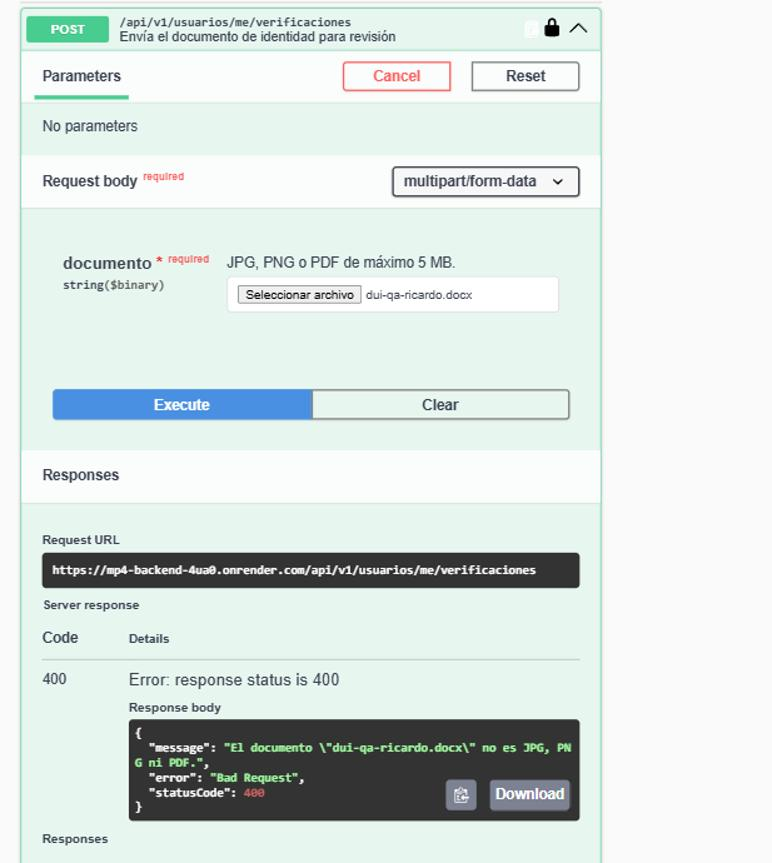 POST
/api/v1/usuarios/me/verificaciones
Envía el documento de identidad para revisión
Parameters
Cancel
Reset
No parameters
Request body required
multipart/form-data
documento * required
string($binary)
JPG, PNG o PDF de máximo 5 MB.
Seleccionar archivo dui-qa-ricardo.docx
Execute
Clear
Responses
Request URL
https://mp4-backend-4ua0.onrender.com/api/v1/usuarios/me/verificaciones
Server response
Code
Details
400
Error: response status is 400
Response body
{
"message": "El documento \"dui-qa-ricardo.docx\" no es JPG, PN
G ni PDF.",
"error": "Bad Request",
"statusCode": 400
}
Download
Responses